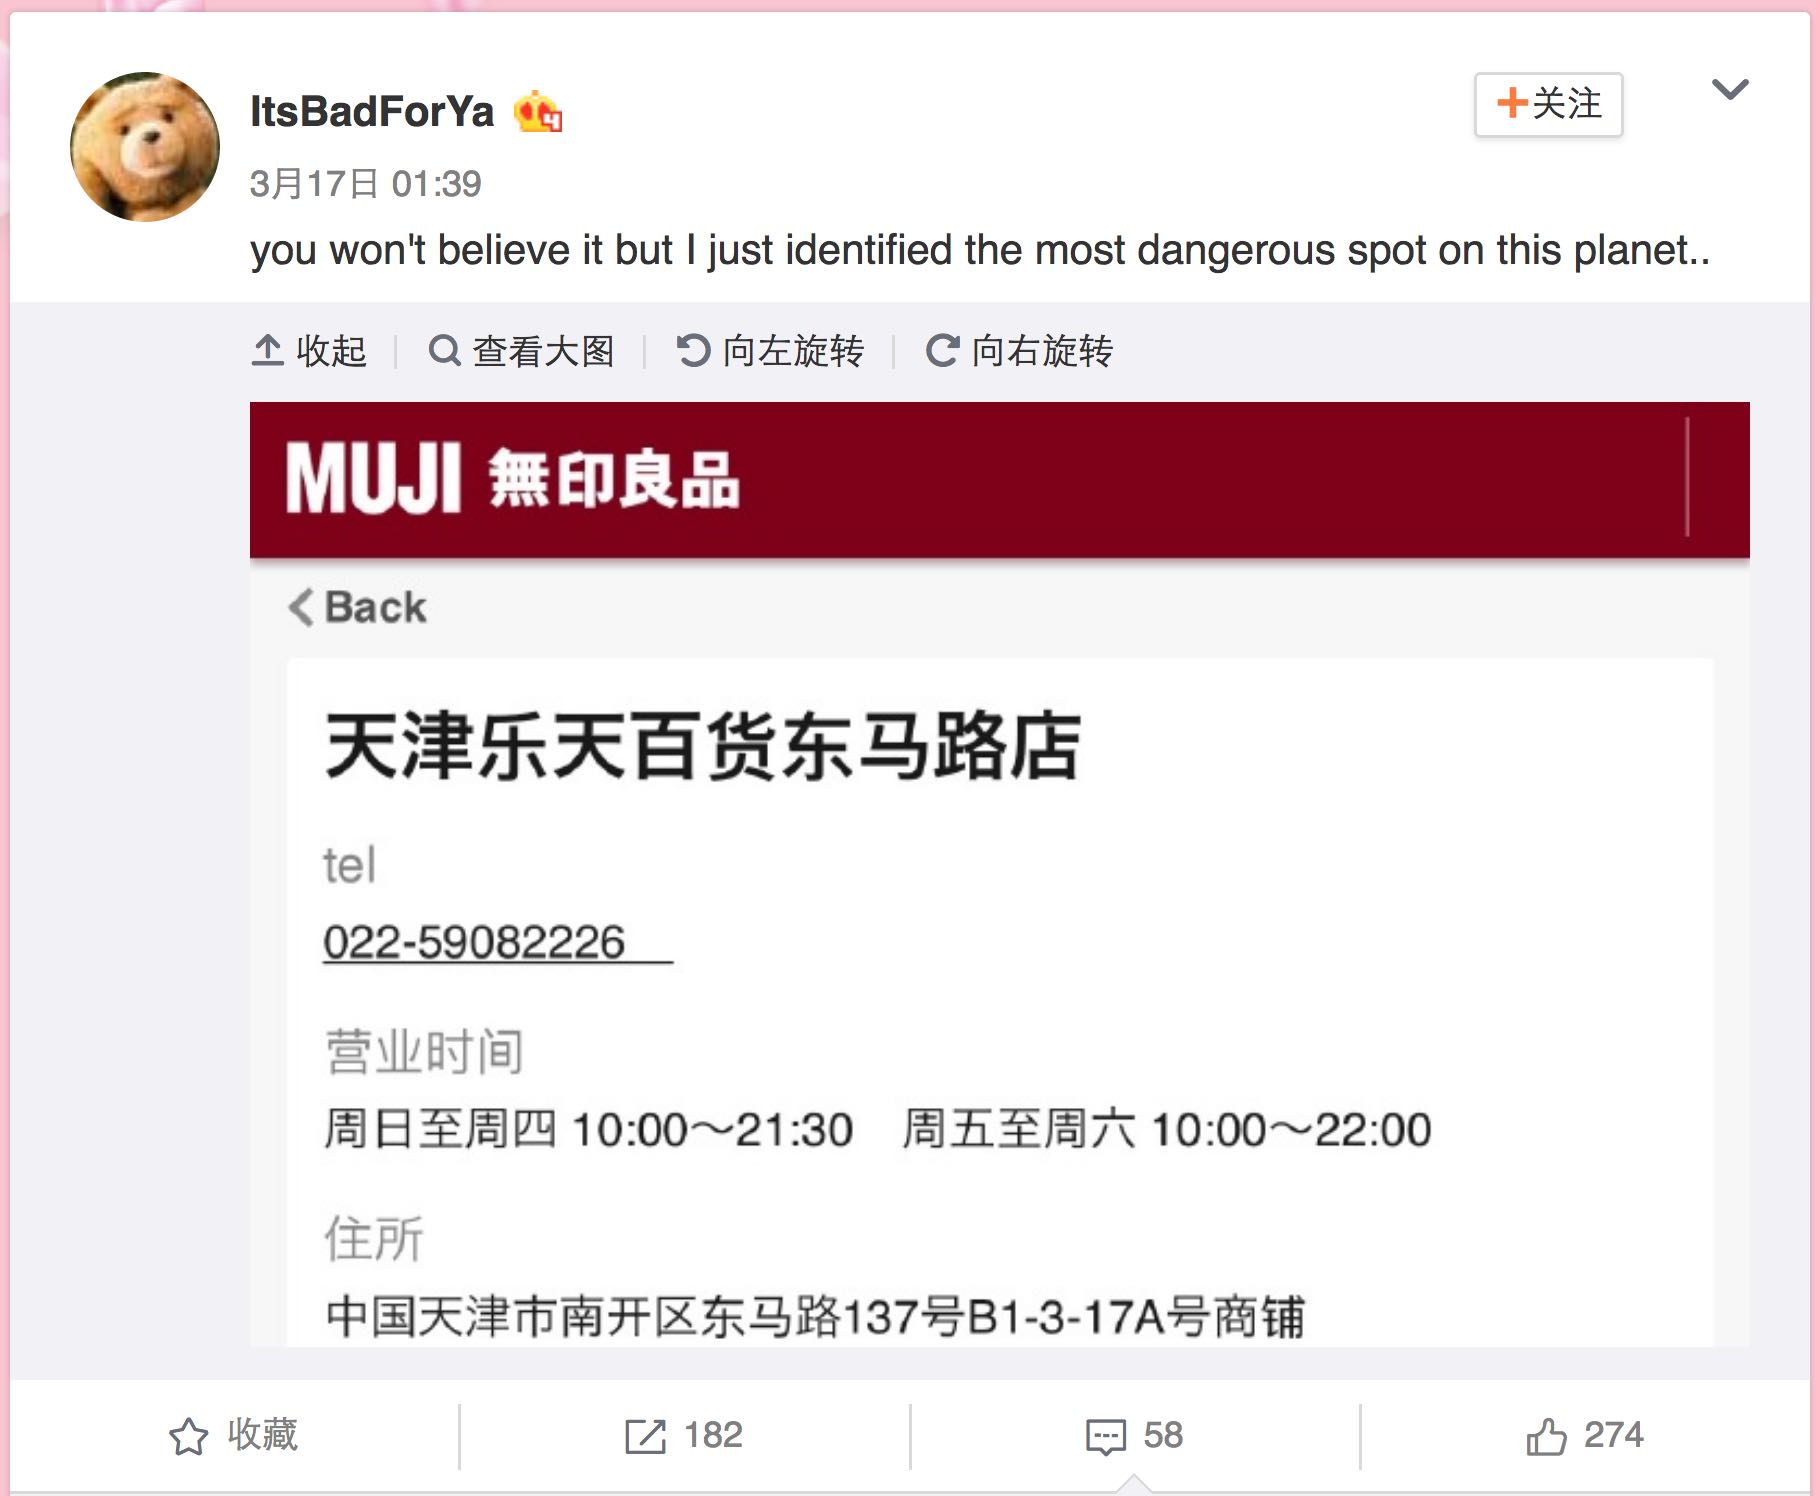 ItsBadForYa 4
+关注
3月17日 01:39
you won't believe it but I just identified the most dangerous spot on this planet..
收起 查看大图 向左旋转 向右旋转
MUJI 無印良品
Back
天津乐天百货东马路店
tel
022-59082226
营业时间
周日至周四 10:00～21:30 周五至周六 10:00～22:00
住所
中国天津市南开区东马路137号B1-3-17A号商铺
收藏 182 58 274